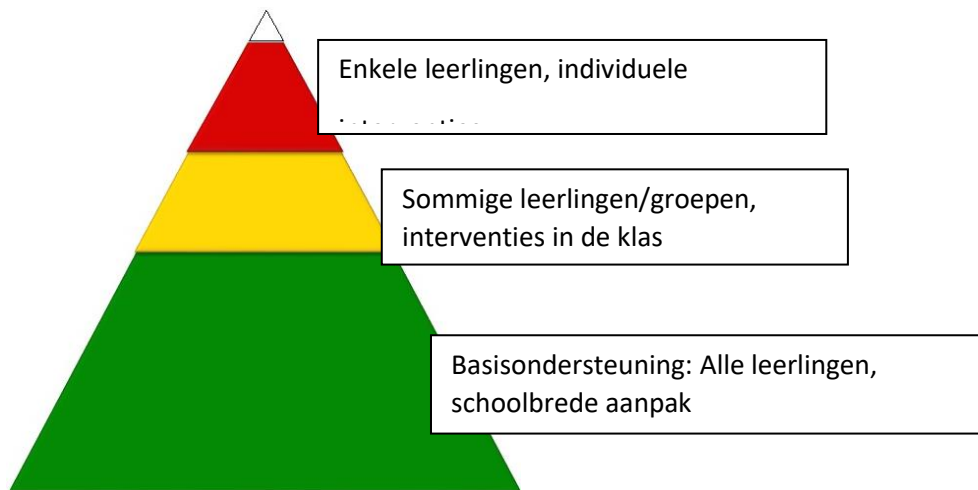 Enkele leerlingen, individuele
Sommige leerlingen/groepen,
interventies in de klas
Basisondersteuning: Alle leerlingen,
schoolbrede aanpak